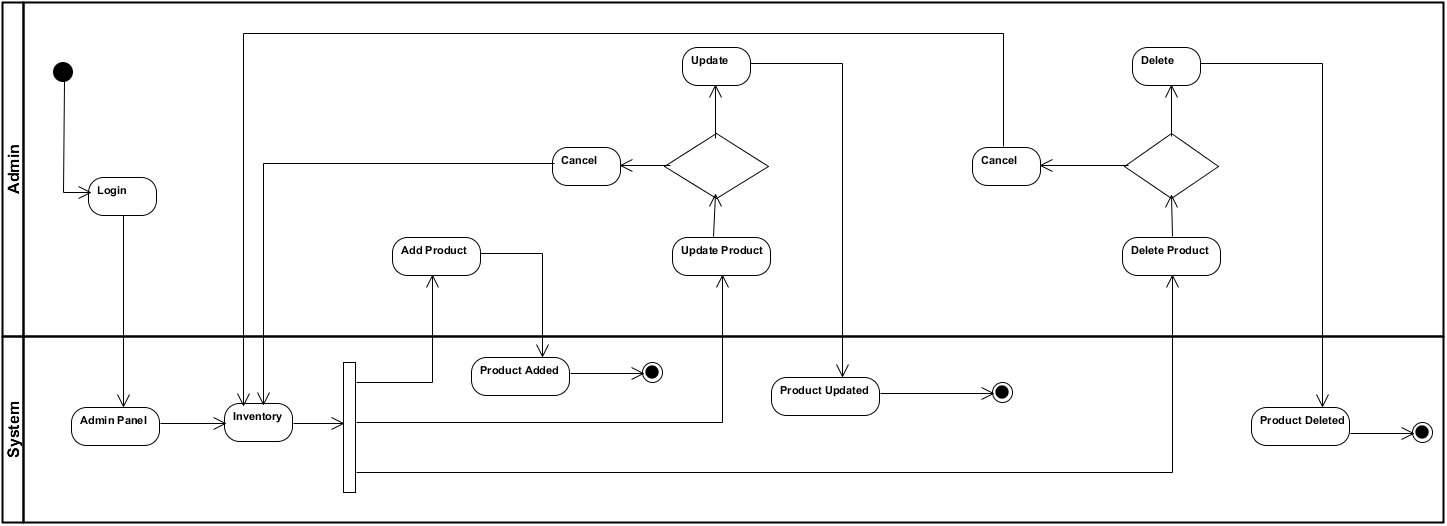 Admin
Update
Delete
Cancel
Cancel
Login
Add Product
Update Product
Delete Product
System
Product Added
Product Updated
Admin Panel
Inventory
Product Deleted